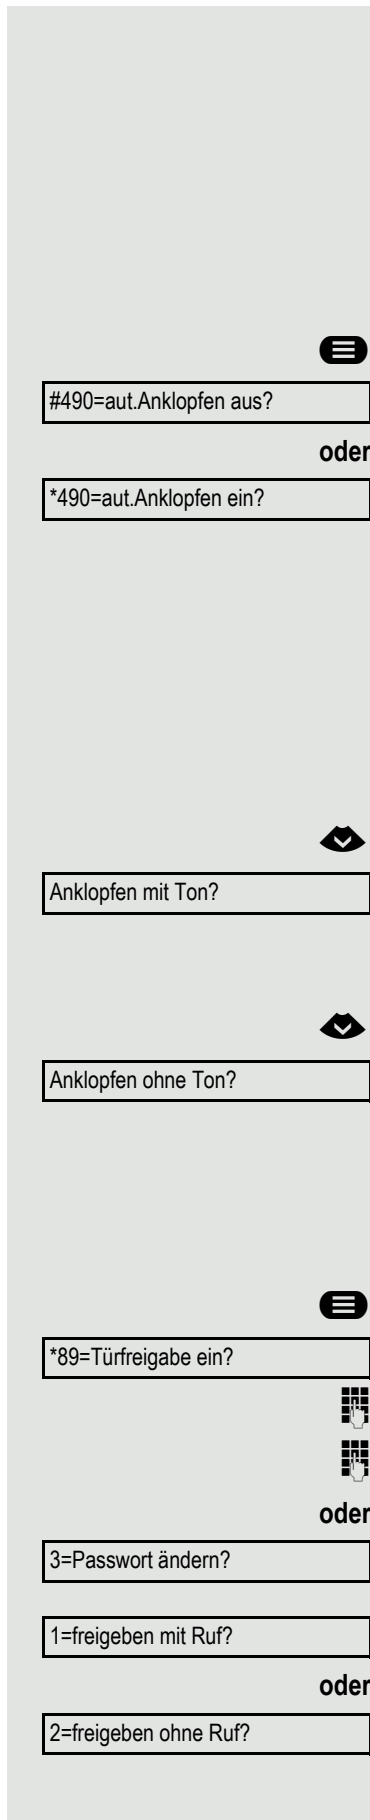 #490=aut.Anklopfen aus?
oder
*490=aut.Anklopfen ein?
Anklopfen mit Ton?
Anklopfen ohne Ton?
*89=Türfreigabe ein?
oder
3=Passwort ändern?
1=freigeben mit Ruf?
oder
2=freigeben ohne Ruf?